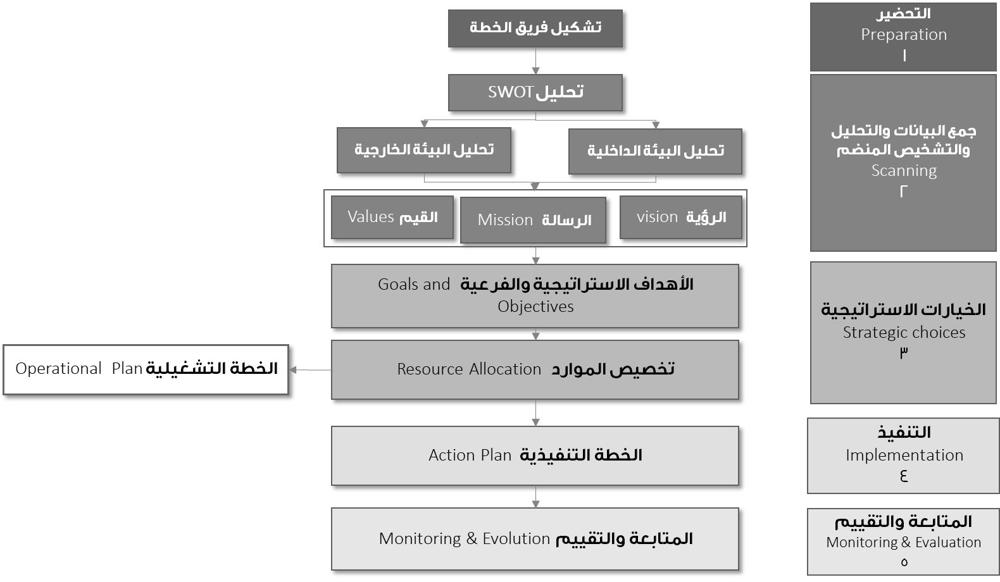 تشكيل فريق الخطة
التحضير
Preparation
١
تحليل SWOT
تحليل البيئة الداخلية
تحليل البيئة الخارجية
الرؤية vision
الرسالة Mission
القيم Values
جمع البيانات والتحليل
والتشخيص المنضم
Scanning
٢
الأهداف الاستراتيجية والفرعية Goals and
Objectives
تخصيص الموارد Resource Allocation
الخطة التشغيلية Operational Plan
الخيارات الاستراتيجية
Strategic choices
٣
الخطة التنفيذية Action Plan
التنفيذ
Implementation
٤
المتابعة والتقييم Monitoring & Evolution
المتابعة والتقييم
Monitoring & Evaluation
٥